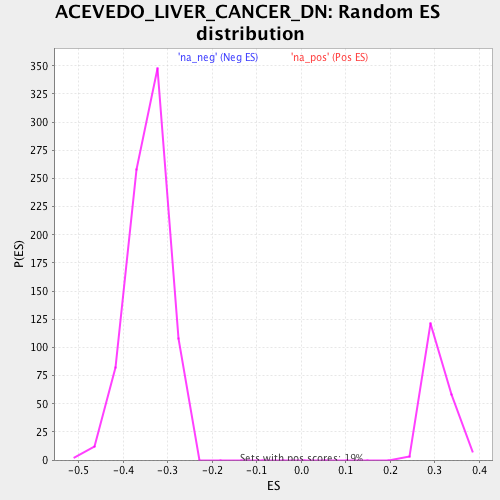 ACEVEDO_LIVER_CANCER_DN: Random ES
distribution
'na_neg' (Neg ES) 'na_pos' (Pos ES)
350
325
300
275
250
225
200
175
150
125
100
75
50
25
0
P(ES)
Sets with pos scores: 19%
-0.5 -0.4 -0.3 -0.2 -0.1 0.0 0.1 0.2 0.3 0.4
ES